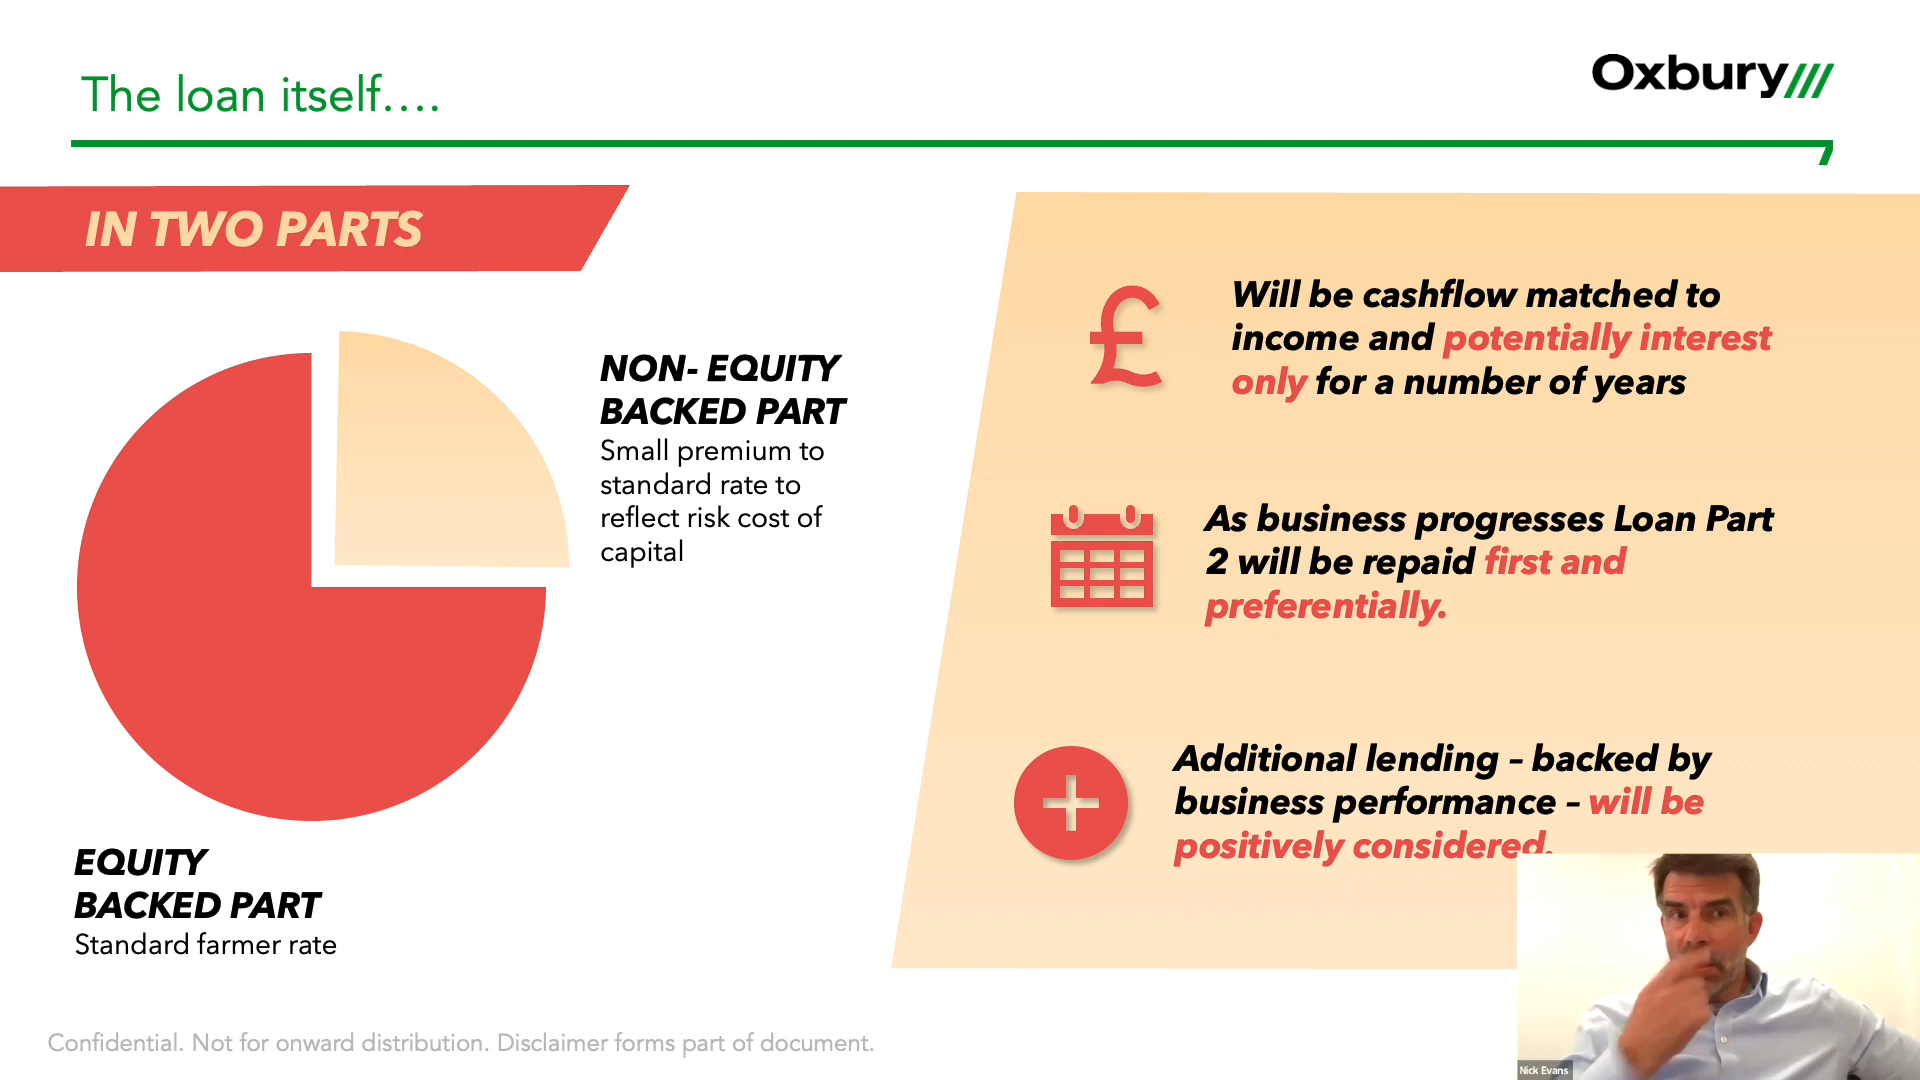 The loan itself....
Oxbury
IN TWO PARTS
NON- EQUITY
BACKED PART
Small premium to
standard rate to
reflect risk cost of
capital
EQUITY
BACKED PART
Standard farmer rate
£
Will be cashflow matched to
income and potentially interest
only for a number of years
As business progresses Loan Part
2 will be repaid first and
preferentially.
Additional lending – backed by
business performance – will be
positively considered.
Confidential. Not for onward distribution. Disclaimer forms part of document.
Nick Evans